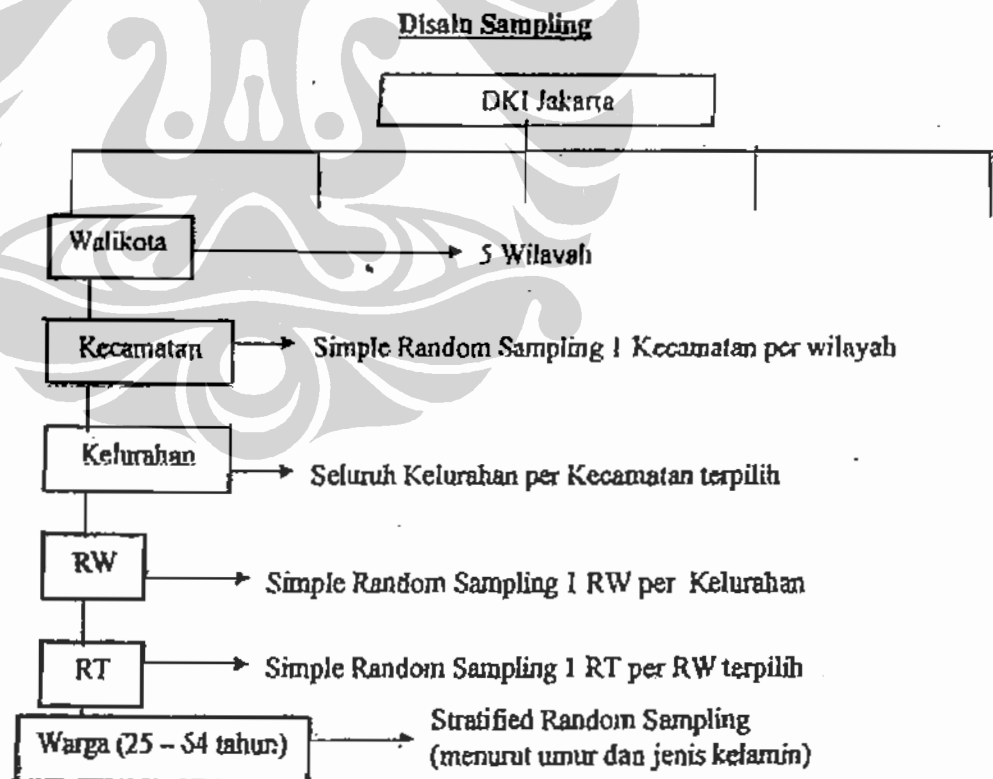 Disain Sampling
DKI Jakarta
Walikota
5 Wilayah
Kecamatan
Simple Random Sampling 1 Kecamatan per wilayah
Kelurahan
Seluruh Kelurahan per Kecamatan terpilih
RW
Simple Random Sampling 1 RW per Kelurahan
RT
Simple Random Sampling 1 RT per RW terpilih
Warga (25 – 54 tahun)
Stratified Random Sampling
(menurut umur dan jenis kelamin)